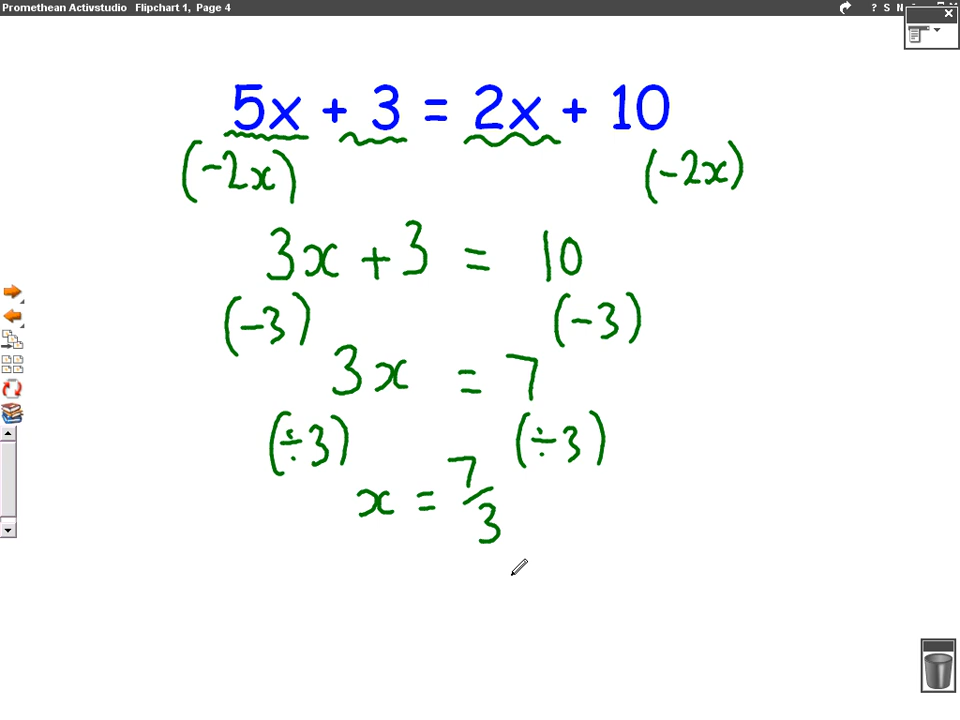 Promethean Activstudio Flipchart 1, Page 4
? S N
5x + 3 = 2x + 10
(-2x) (-2x)
3x + 3 = 10
(-3) (-3)
3x = 7
(÷3) (÷3)
x = 7/3